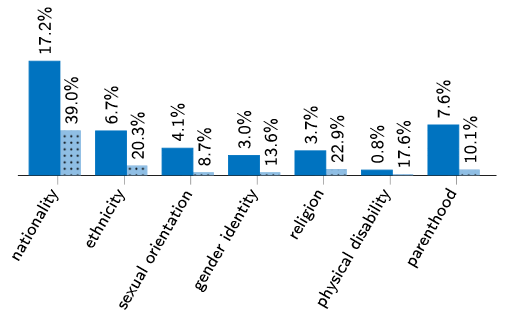 17.2%
39.0%
6.7%
20.3%
4.1%
8.7%
3.0%
13.6%
3.7%
22.9%
0.8%
17.6%
7.6%
10.1%
nationality
ethnicity
sexual orientation
gender identity
religion
physical disability
parenthood